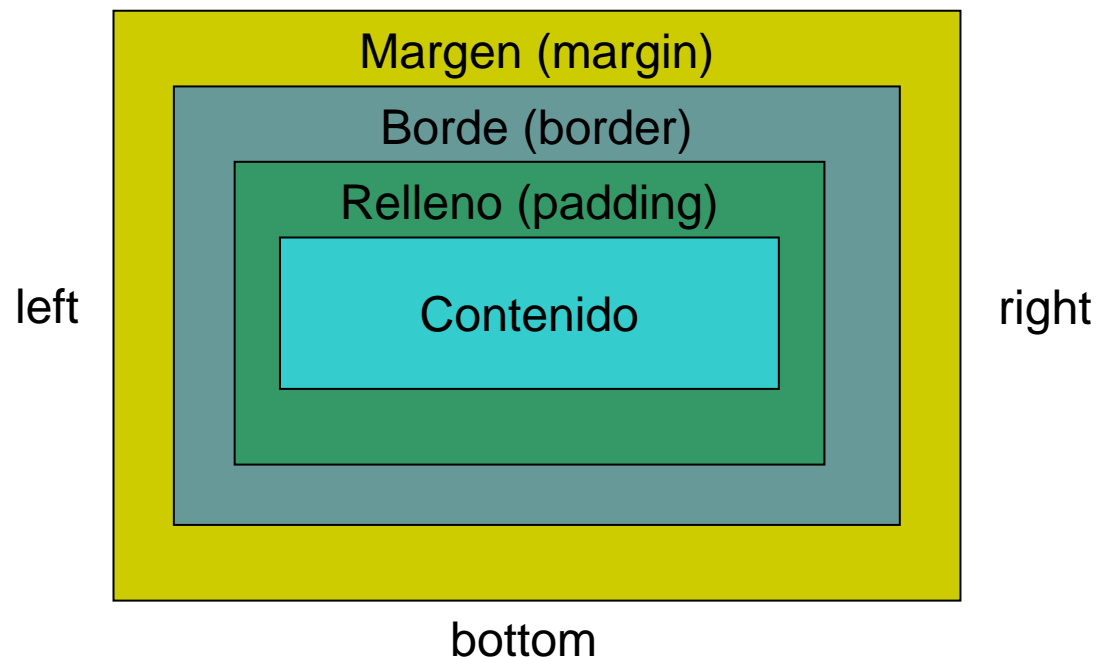 Margen (margin)
Borde (border)
Relleno (padding)
left
Contenido
right
bottom